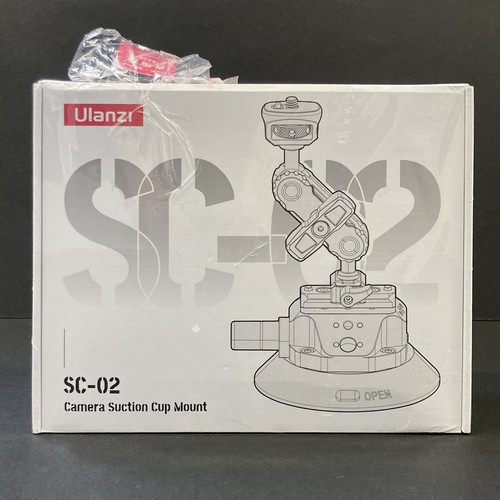 Ulanzi
SC-02
SC-02
Camera Suction Cup Mount
OPEN